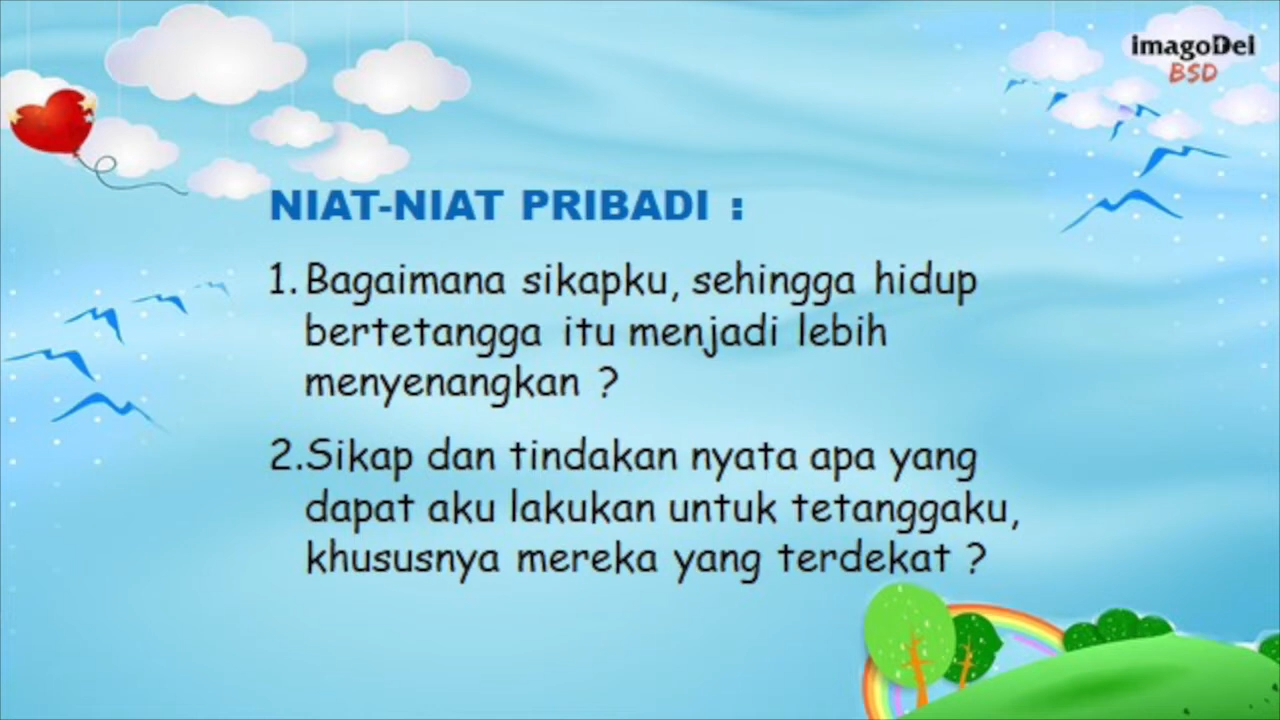 imagoDei
BSD
NIAT-NIAT PRIBADI :
1. Bagaimana sikapku, sehingga hidup
bertetangga itu menjadi lebih
menyenangkan ?
2.Sikap dan tindakan nyata apa yang
dapat aku lakukan untuk tetanggaku,
khususnya mereka yang terdekat ?